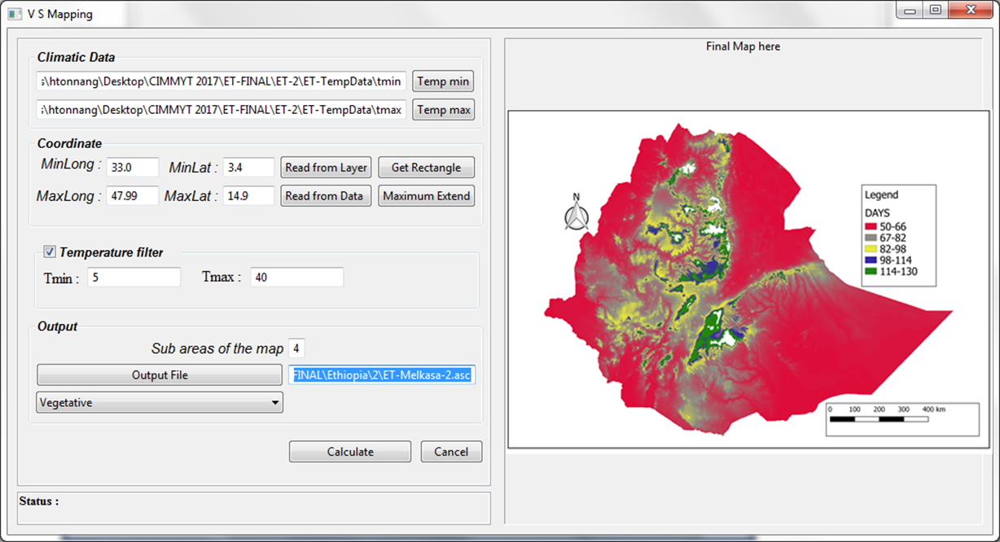 V S Mapping
Climatic Data
s\htonnang\Desktop\CIMMYT 2017\ET-FINAL\ET-2\ET-TempData\tmin Temp min
s\htonnang\Desktop\CIMMYT 2017\ET-FINAL\ET-2\ET-TempData\tmax Temp max
Coordinate
MinLong : 33.0 MinLat : 3.4 Read from Layer Get Rectangle
MaxLong : 47.99 MaxLat : 14.9 Read from Data Maximum Extend
Temperature filter
Tmin : 5 Tmax : 40
Output
Sub areas of the map 4
Output File FINAL\Ethiopia\2\ET-Melkasa-2.asc
Vegetative
Calculate Cancel
Status :
Final Map here
N
Legend
DAYS
50-66
67-82
82-98
98-114
114-130
0 100 200 300 400 km